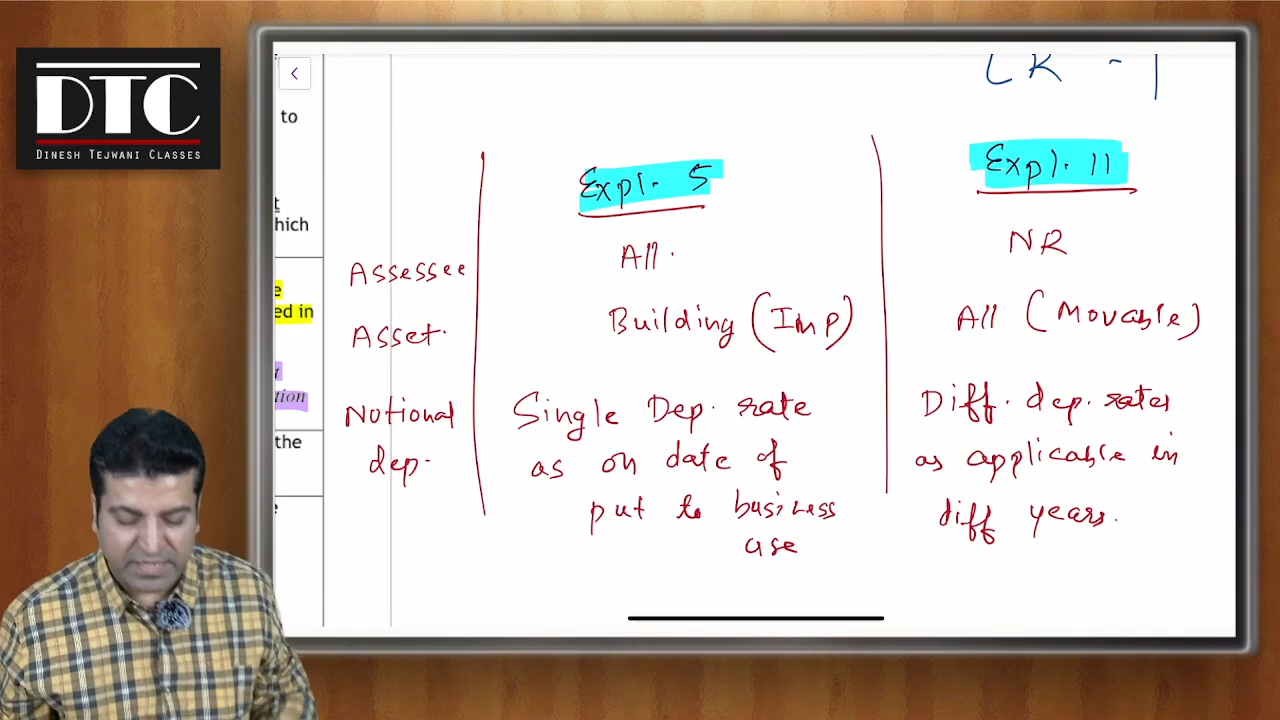 DTC
DINESH TEJWANI CLASSES
<
to
t
hich
e
ed in
t
tion
the
e
LR - 1
Expl. 5
Expl. 11
Assessee
All.
NR
Asset.
Building (Imp)
All (Movable)
Notional
dep.
Single Dep. rate
as on date of
put to business
use
Diff. dep. rates
as applicable in
diff years.